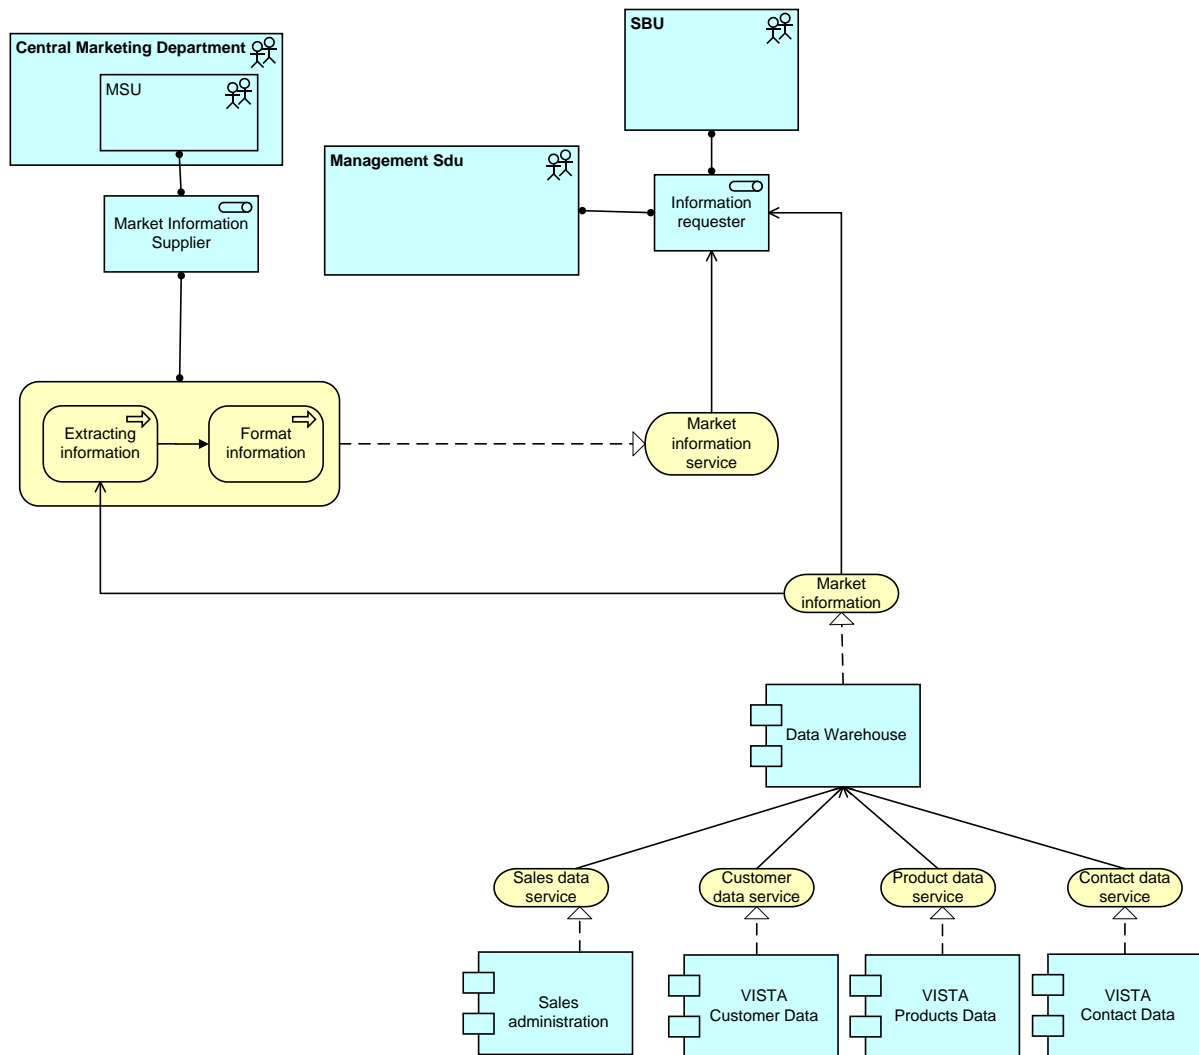 SBU
Central Marketing Department
MSU
Management Sdu
Information
requester
Market Information
Supplier
Extracting
information
Format
information
Market
information
service
Market
information
Data Warehouse
Sales data
service
Customer
data service
Product data
service
Contact data
service
Sales
administration
VISTA
Customer Data
VISTA
Products Data
VISTA
Contact Data